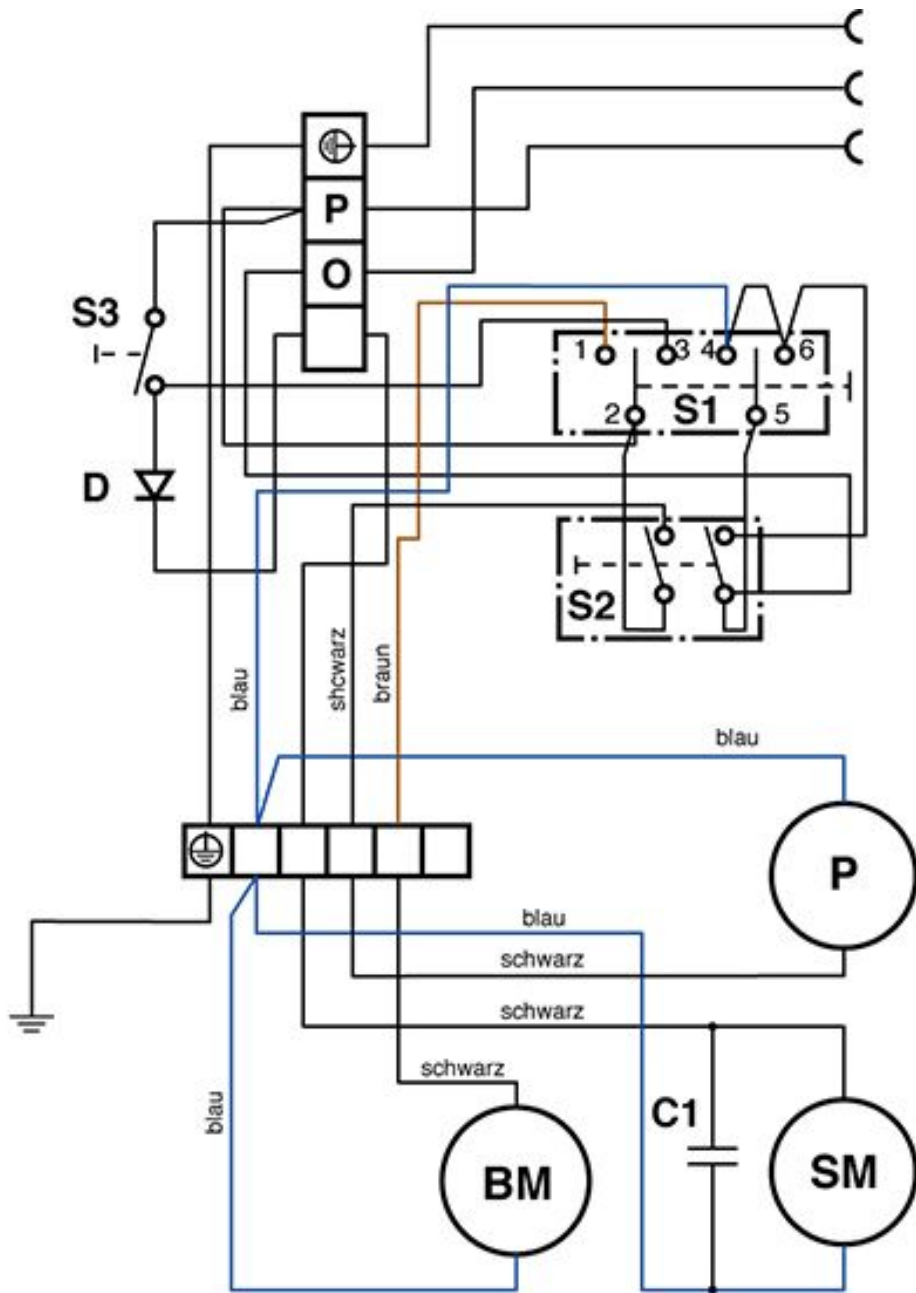 P
O
S3
1
3
4
6
2
S1
5
D
S2
blau
shcwarz
braun
blau
P
blau
schwarz
schwarz
schwarz
blau
C1
BM
SM